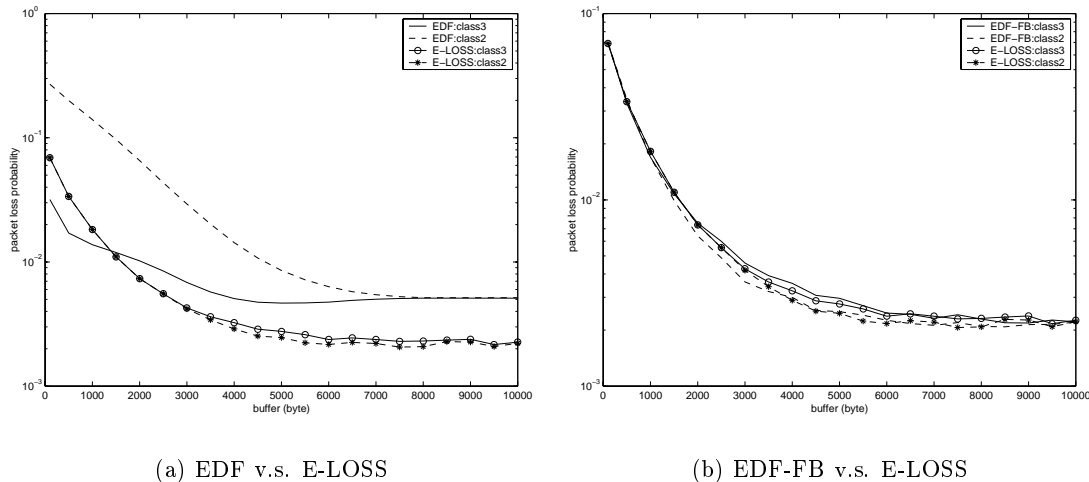 10^0
10^-1
10^-2
10^-3
packet loss probability
0 1000 2000 3000 4000 5000 6000 7000 8000 9000 10000
buffer (byte)
EDF:class3
EDF:class2
E-LOSS:class3
E-LOSS:class2
(a) EDF v.s. E-LOSS
10^-1
10^-2
10^-3
packet loss probability
0 1000 2000 3000 4000 5000 6000 7000 8000 9000 10000
buffer (byte)
EDF-FB:class3
EDF-FB:class2
E-LOSS:class3
E-LOSS:class2
(b) EDF-FB v.s. E-LOSS